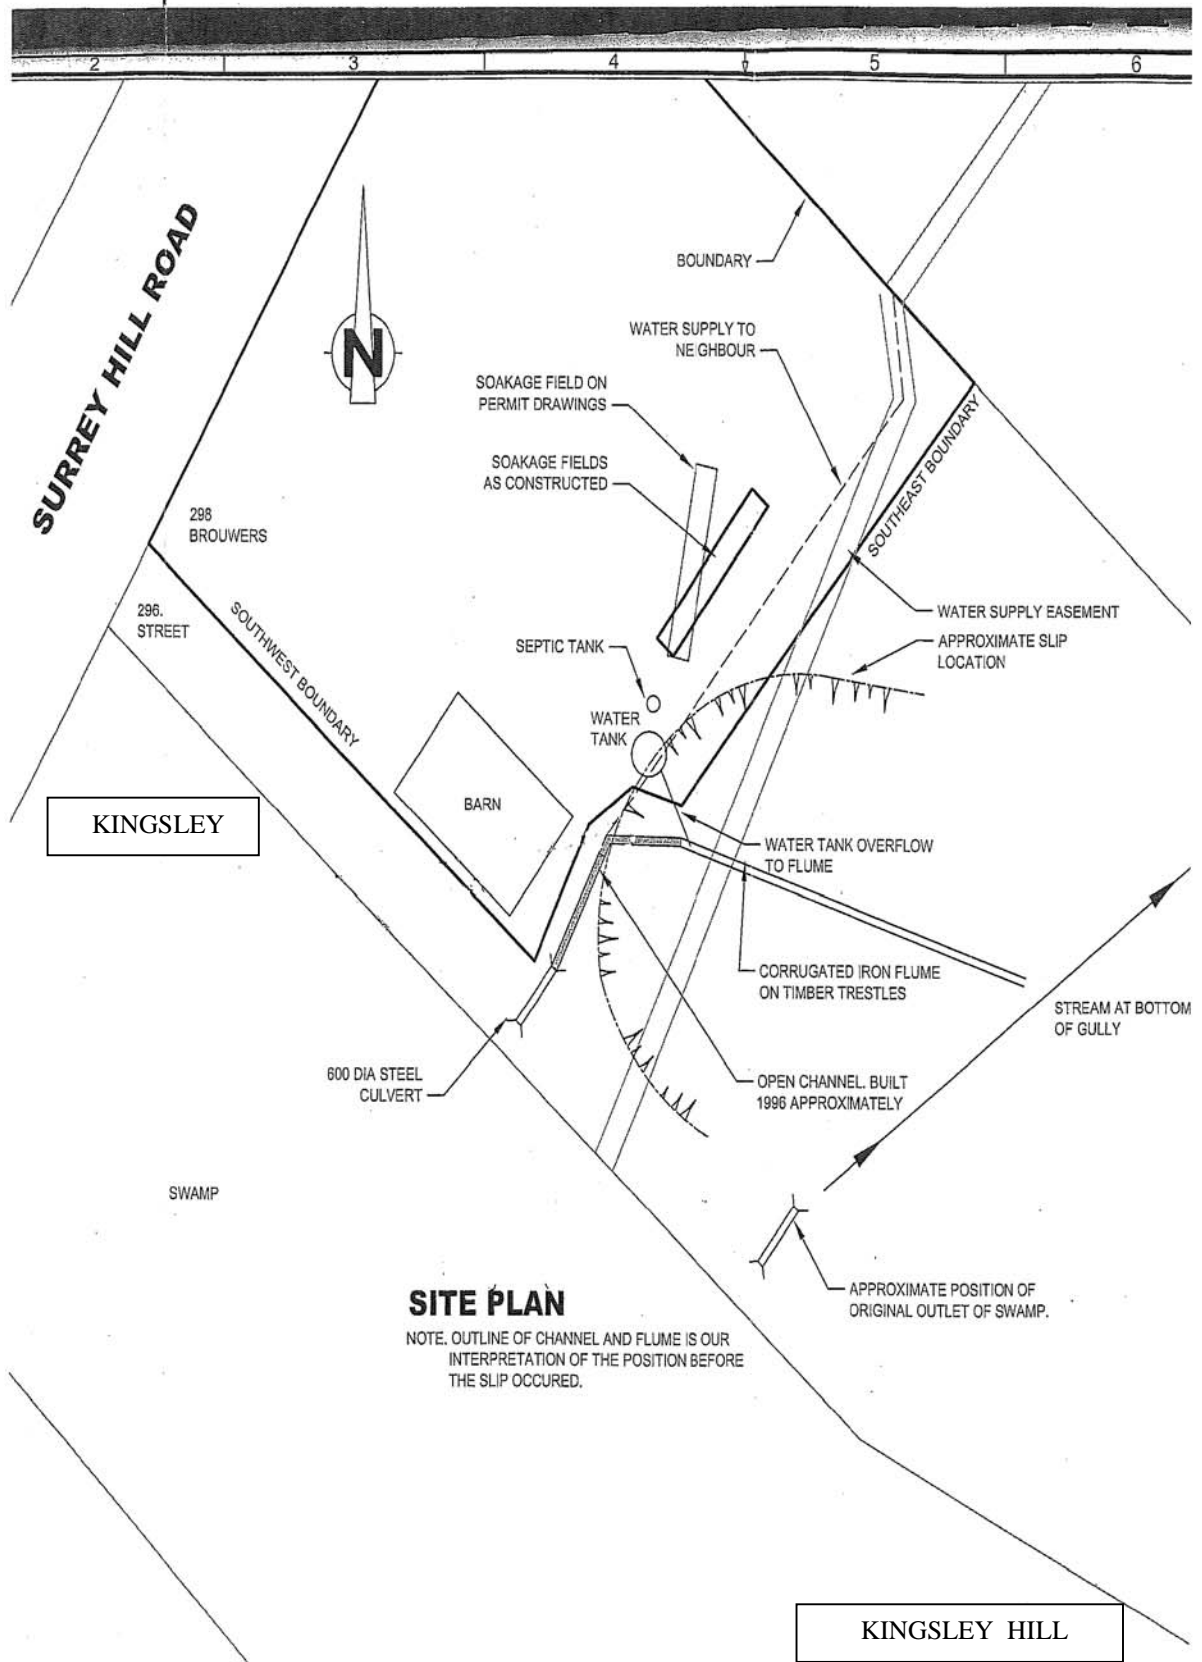 2 3 4 5 6
SURREY HILL ROAD
N
BOUNDARY
WATER SUPPLY TO
NEIGHBOUR
SOAKAGE FIELD ON
PERMIT DRAWINGS
SOAKAGE FIELDS
AS CONSTRUCTED
SOUTHEAST BOUNDARY
298
BROUWERS
296.
STREET
SOUTHWEST BOUNDARY
WATER SUPPLY EASEMENT
APPROXIMATE SLIP
LOCATION
SEPTIC TANK
WATER
TANK
BARN
KINGSLEY
WATER TANK OVERFLOW
TO FLUME
CORRUGATED IRON FLUME
ON TIMBER TRESTLES
STREAM AT BOTTOM
OF GULLY
600 DIA STEEL
CULVERT
OPEN CHANNEL. BUILT
1996 APPROXIMATELY
SWAMP
APPROXIMATE POSITION OF
ORIGINAL OUTLET OF SWAMP.
SITE PLAN
NOTE. OUTLINE OF CHANNEL AND FLUME IS OUR
INTERPRETATION OF THE POSITION BEFORE
THE SLIP OCCURED.
KINGSLEY HILL